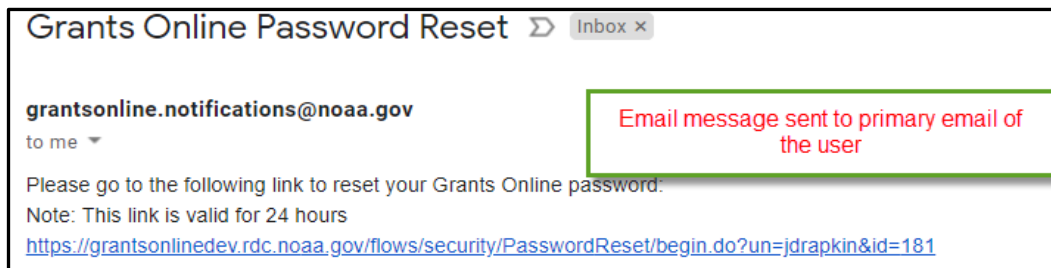 Grants Online Password Reset
Inbox ×
grantsonline.notifications@noaa.gov
to me
Email message sent to primary email of
the user
Please go to the following link to reset your Grants Online password:
Note: This link is valid for 24 hours
https://grantsonlinedev.rdc.noaa.gov/flows/security/PasswordReset/begin.do?un=jdrapkin&id=181